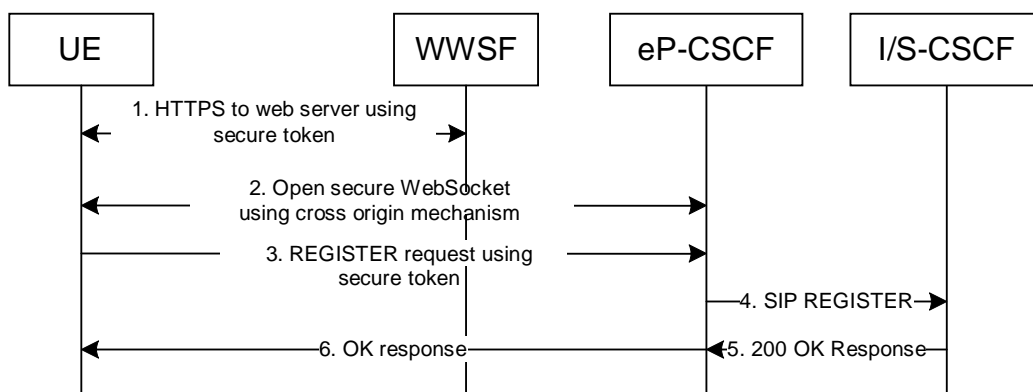 UE
WWSF
eP-CSCF
I/S-CSCF
1. HTTPS to web server using
secure token
2. Open secure WebSocket
using cross origin mechanism
3. REGISTER request using
secure token
4. SIP REGISTER
6. OK response
5. 200 OK Response